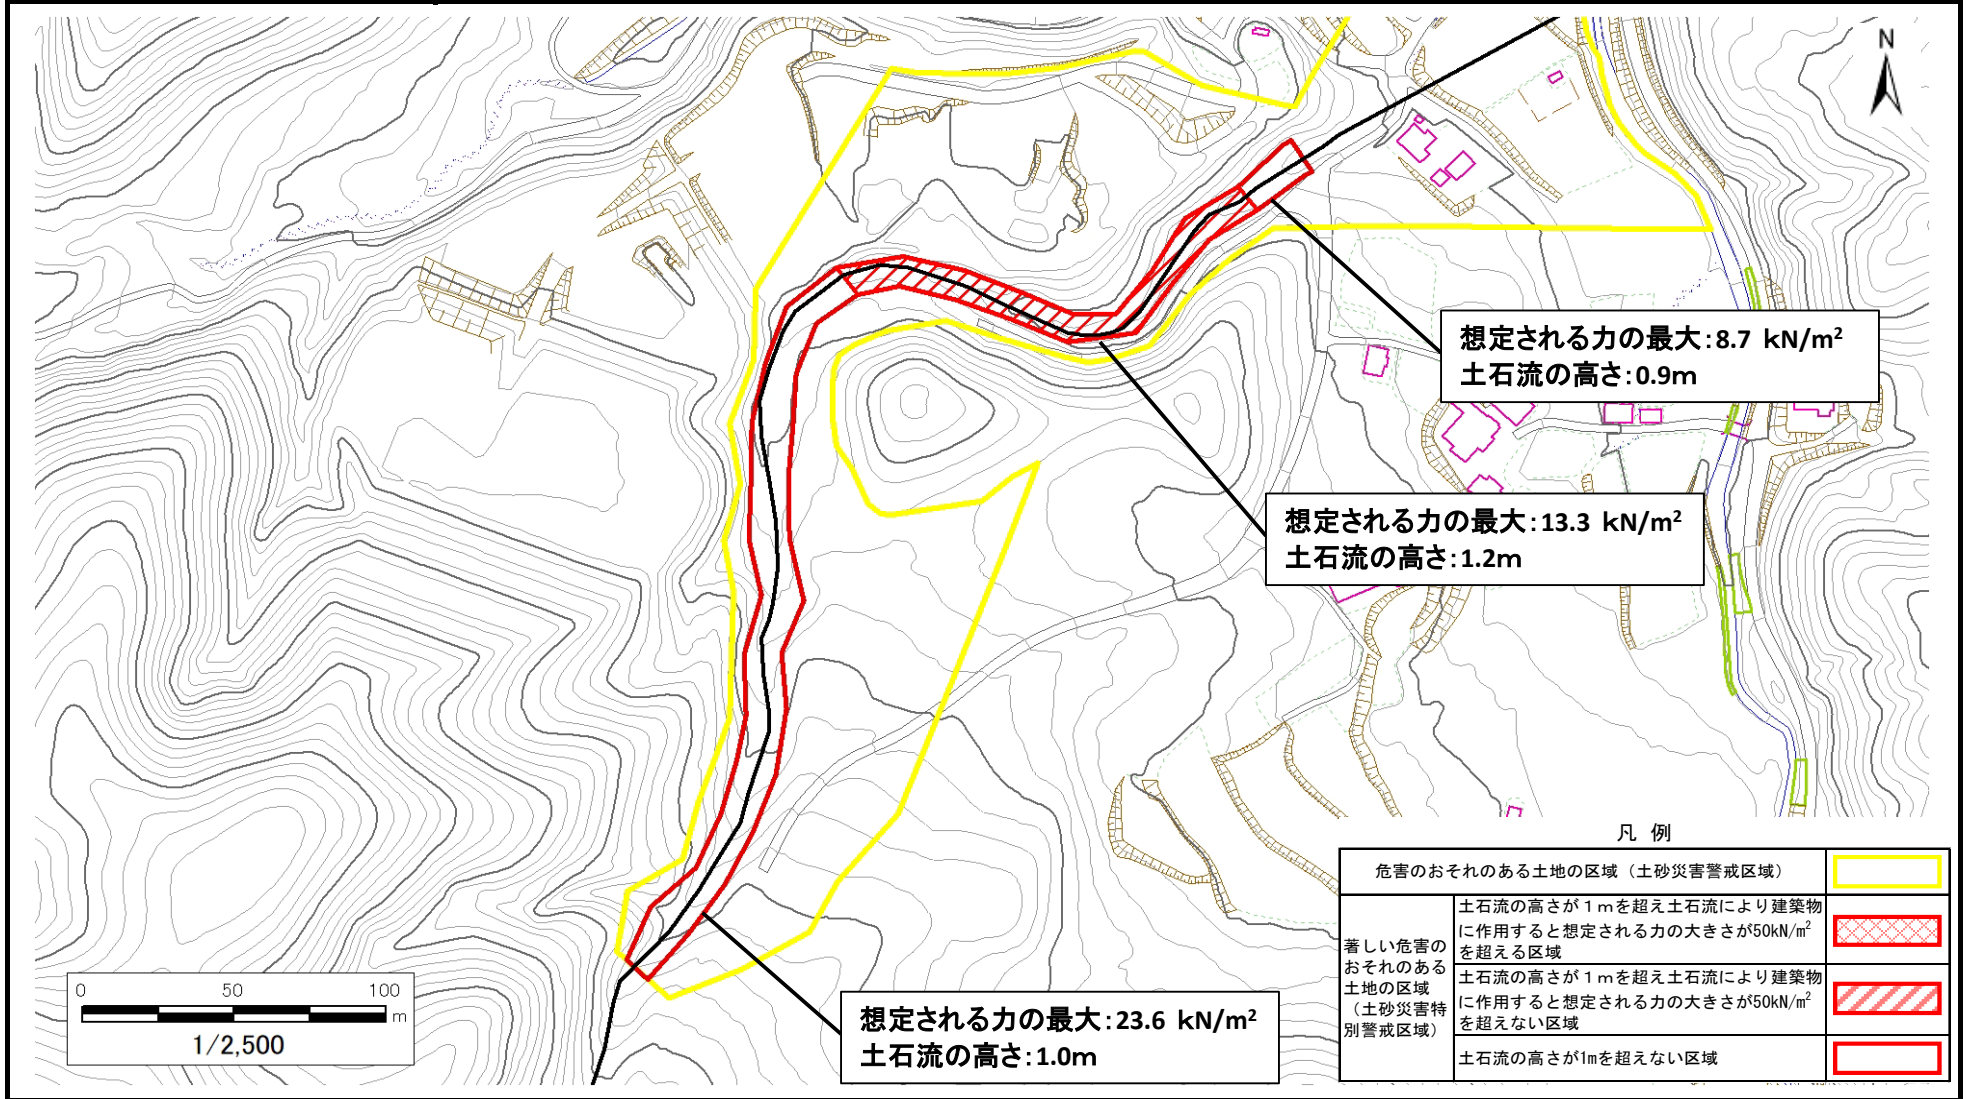 N
想定される力の最大:8.7 kN/m²
土石流の高さ:0.9m
想定される力の最大:13.3 kN/m²
土石流の高さ:1.2m
想定される力の最大:23.6 kN/m²
土石流の高さ:1.0m
0 50 100
m
1/2,500
凡 例
危害のおそれのある土地の区域(土砂災害警戒区域)
著しい危害の
おそれのある
土地の区域
(土砂災害特
別警戒区域)
土石流の高さが1mを超え土石流により建築物
に作用すると想定される力の大きさが50kN/㎡
を超える区域
土石流の高さが1mを超え土石流により建築物
に作用すると想定される力の大きさが50kN/㎡
を超えない区域
土石流の高さが1mを超えない区域